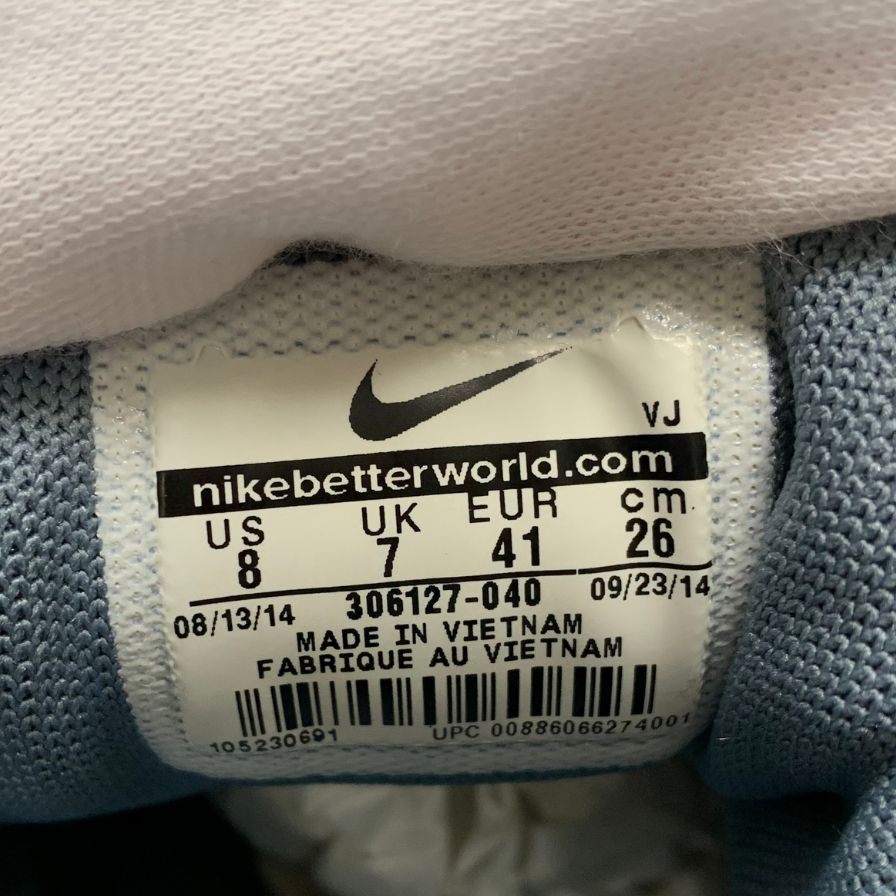 VJ
nikebetterworld.com
US UK EUR cm
8 7 41 26
08/13/14 306127-040 09/23/14
MADE IN VIETNAM
FABRIQUE AU VIETNAM
105230691 UPC 00886066274001